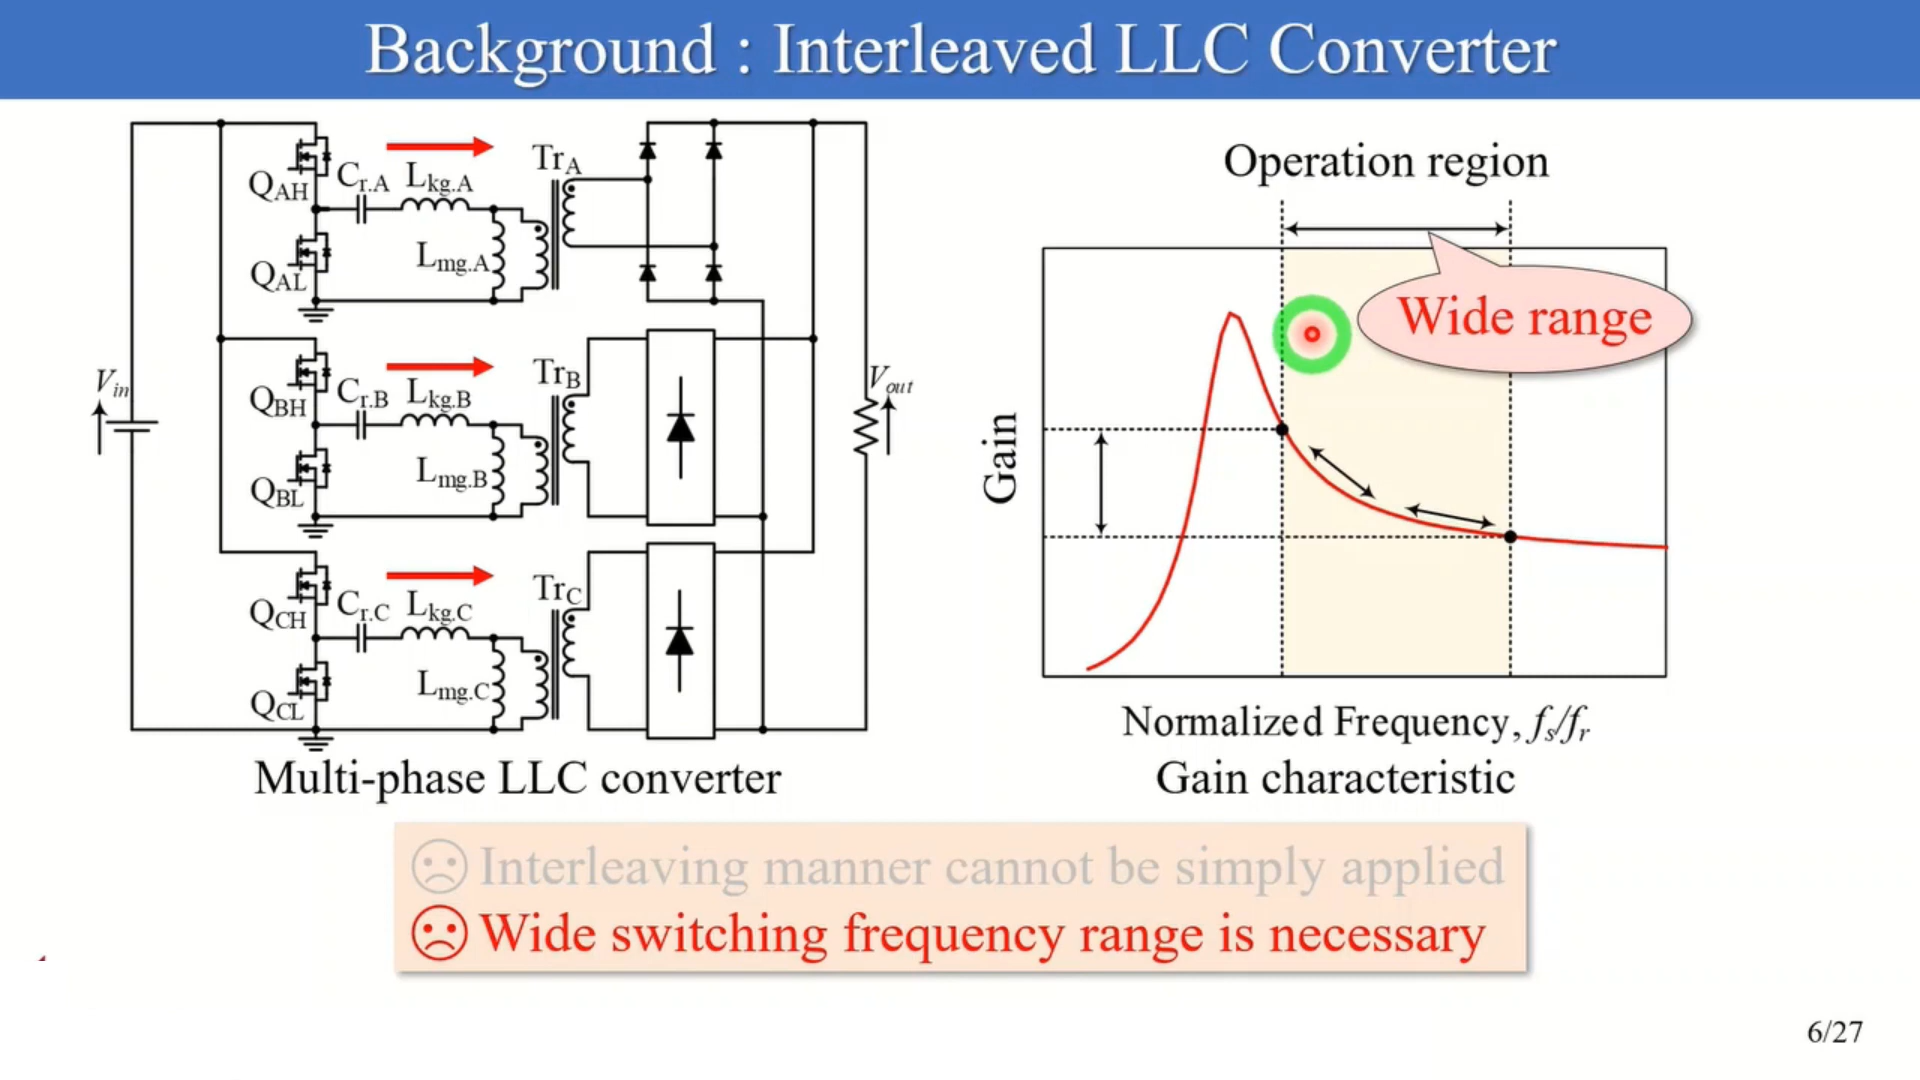 Background : Interleaved LLC Converter
QAH
Cr.A
Lkg.A
TrA
QAL
Lmg.A
Vin
QBH
Cr.B
Lkg.B
TrB
QBL
Lmg.B
Vout
QCH
Cr.C
Lkg.C
TrC
QCL
Lmg.C
Multi-phase LLC converter
Operation region
Wide range
Gain
Normalized Frequency, fs/fr
Gain characteristic
Interleaving manner cannot be simply applied
Wide switching frequency range is necessary
6/27